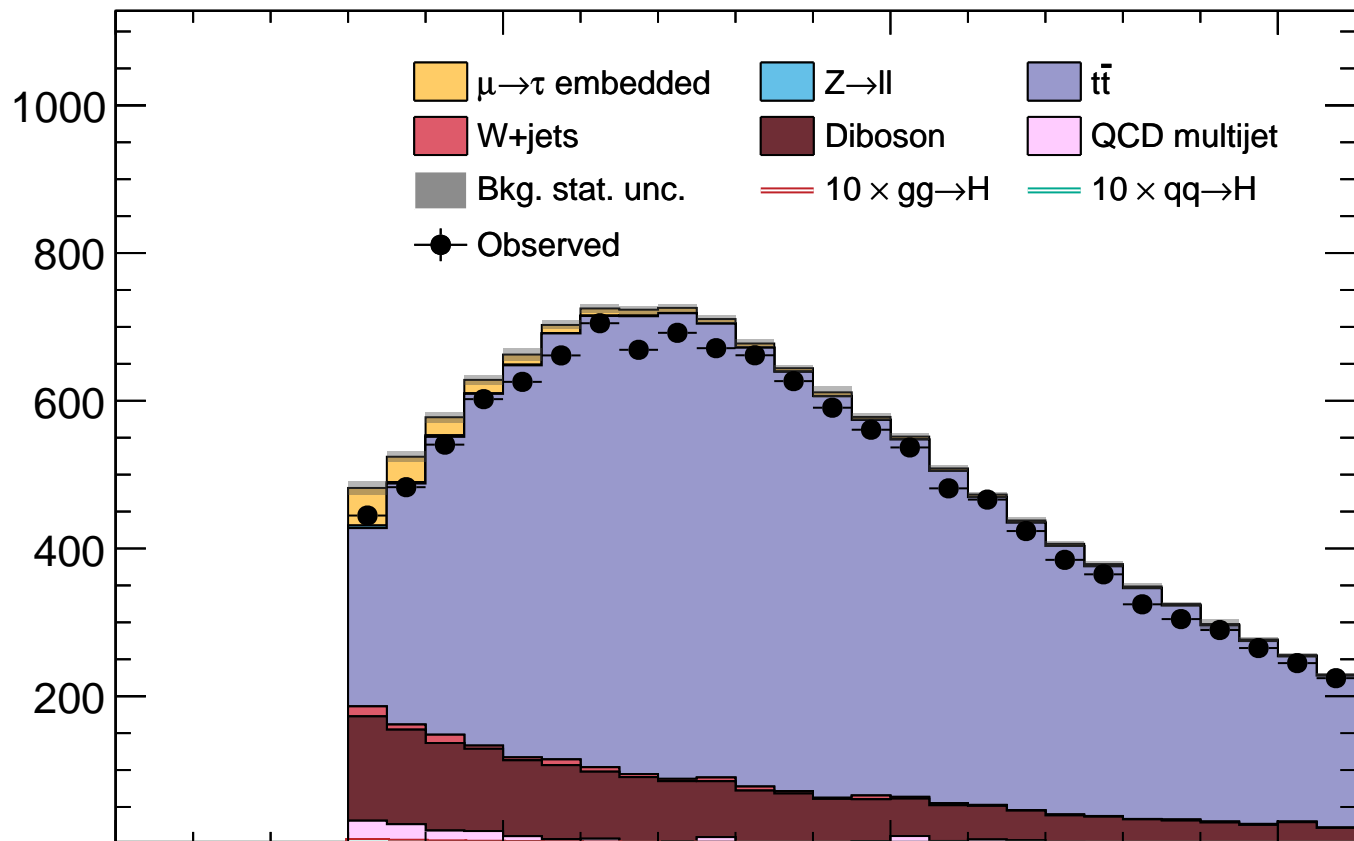 1000
μ→τ embedded Z→ll tt̄
W+jets Diboson QCD multijet
Bkg. stat. unc. 10 × gg→H 10 × qq→H
Observed
800
600
400
200